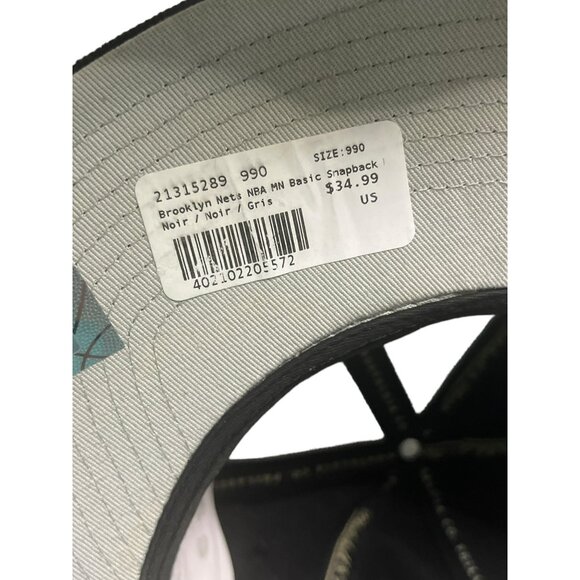 21315289 990 SIZE:990
Brooklyn Nets NBA MN Basic Snapback
Noir / Noir / Gris
$34.99
US
402102205572